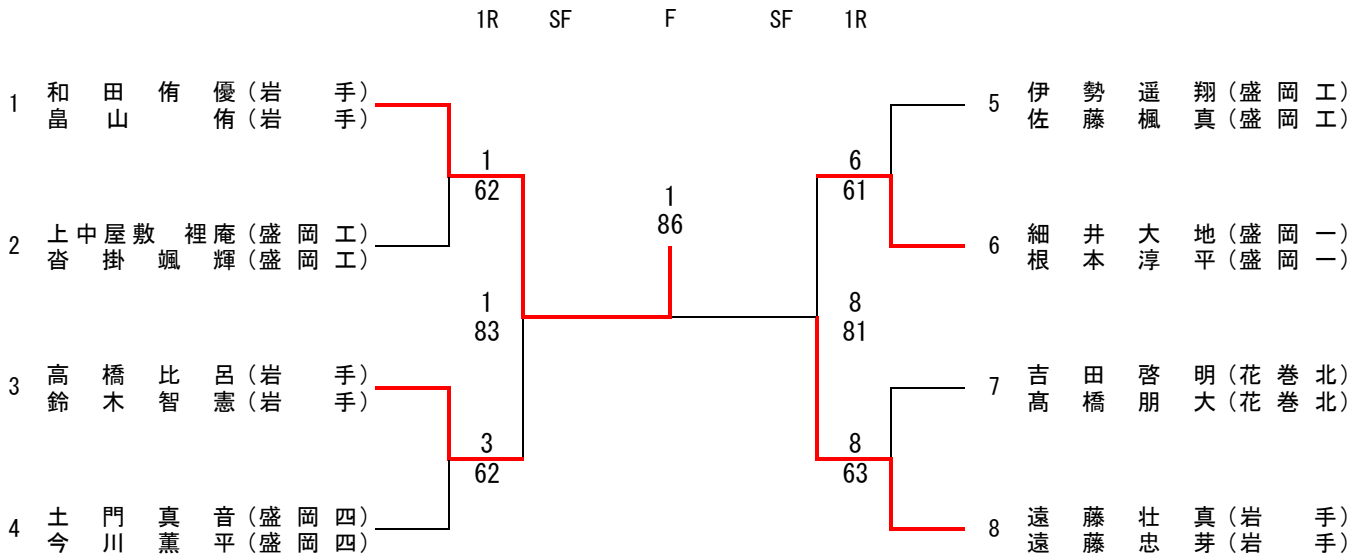 1R SF F SF 1R
1 和田侑優(岩手)
畠山侑(岩手)
2 上中屋敷 裡庵(盛岡工)
沓掛颯輝(盛岡工)
3 高橋比呂(岩手)
鈴木智憲(岩手)
4 土門真音(盛岡四)
今川薫平(盛岡四)
1
62
1
83
3
62
1
86
6
61
8
81
8
63
5 伊勢遥翔(盛岡工)
佐藤楓真(盛岡工)
6 細井大地(盛岡一)
根本淳平(盛岡一)
7 吉田啓明(花巻北)
髙橋朋大(花巻北)
8 遠藤壮真(岩手)
遠藤忠芽(岩手)